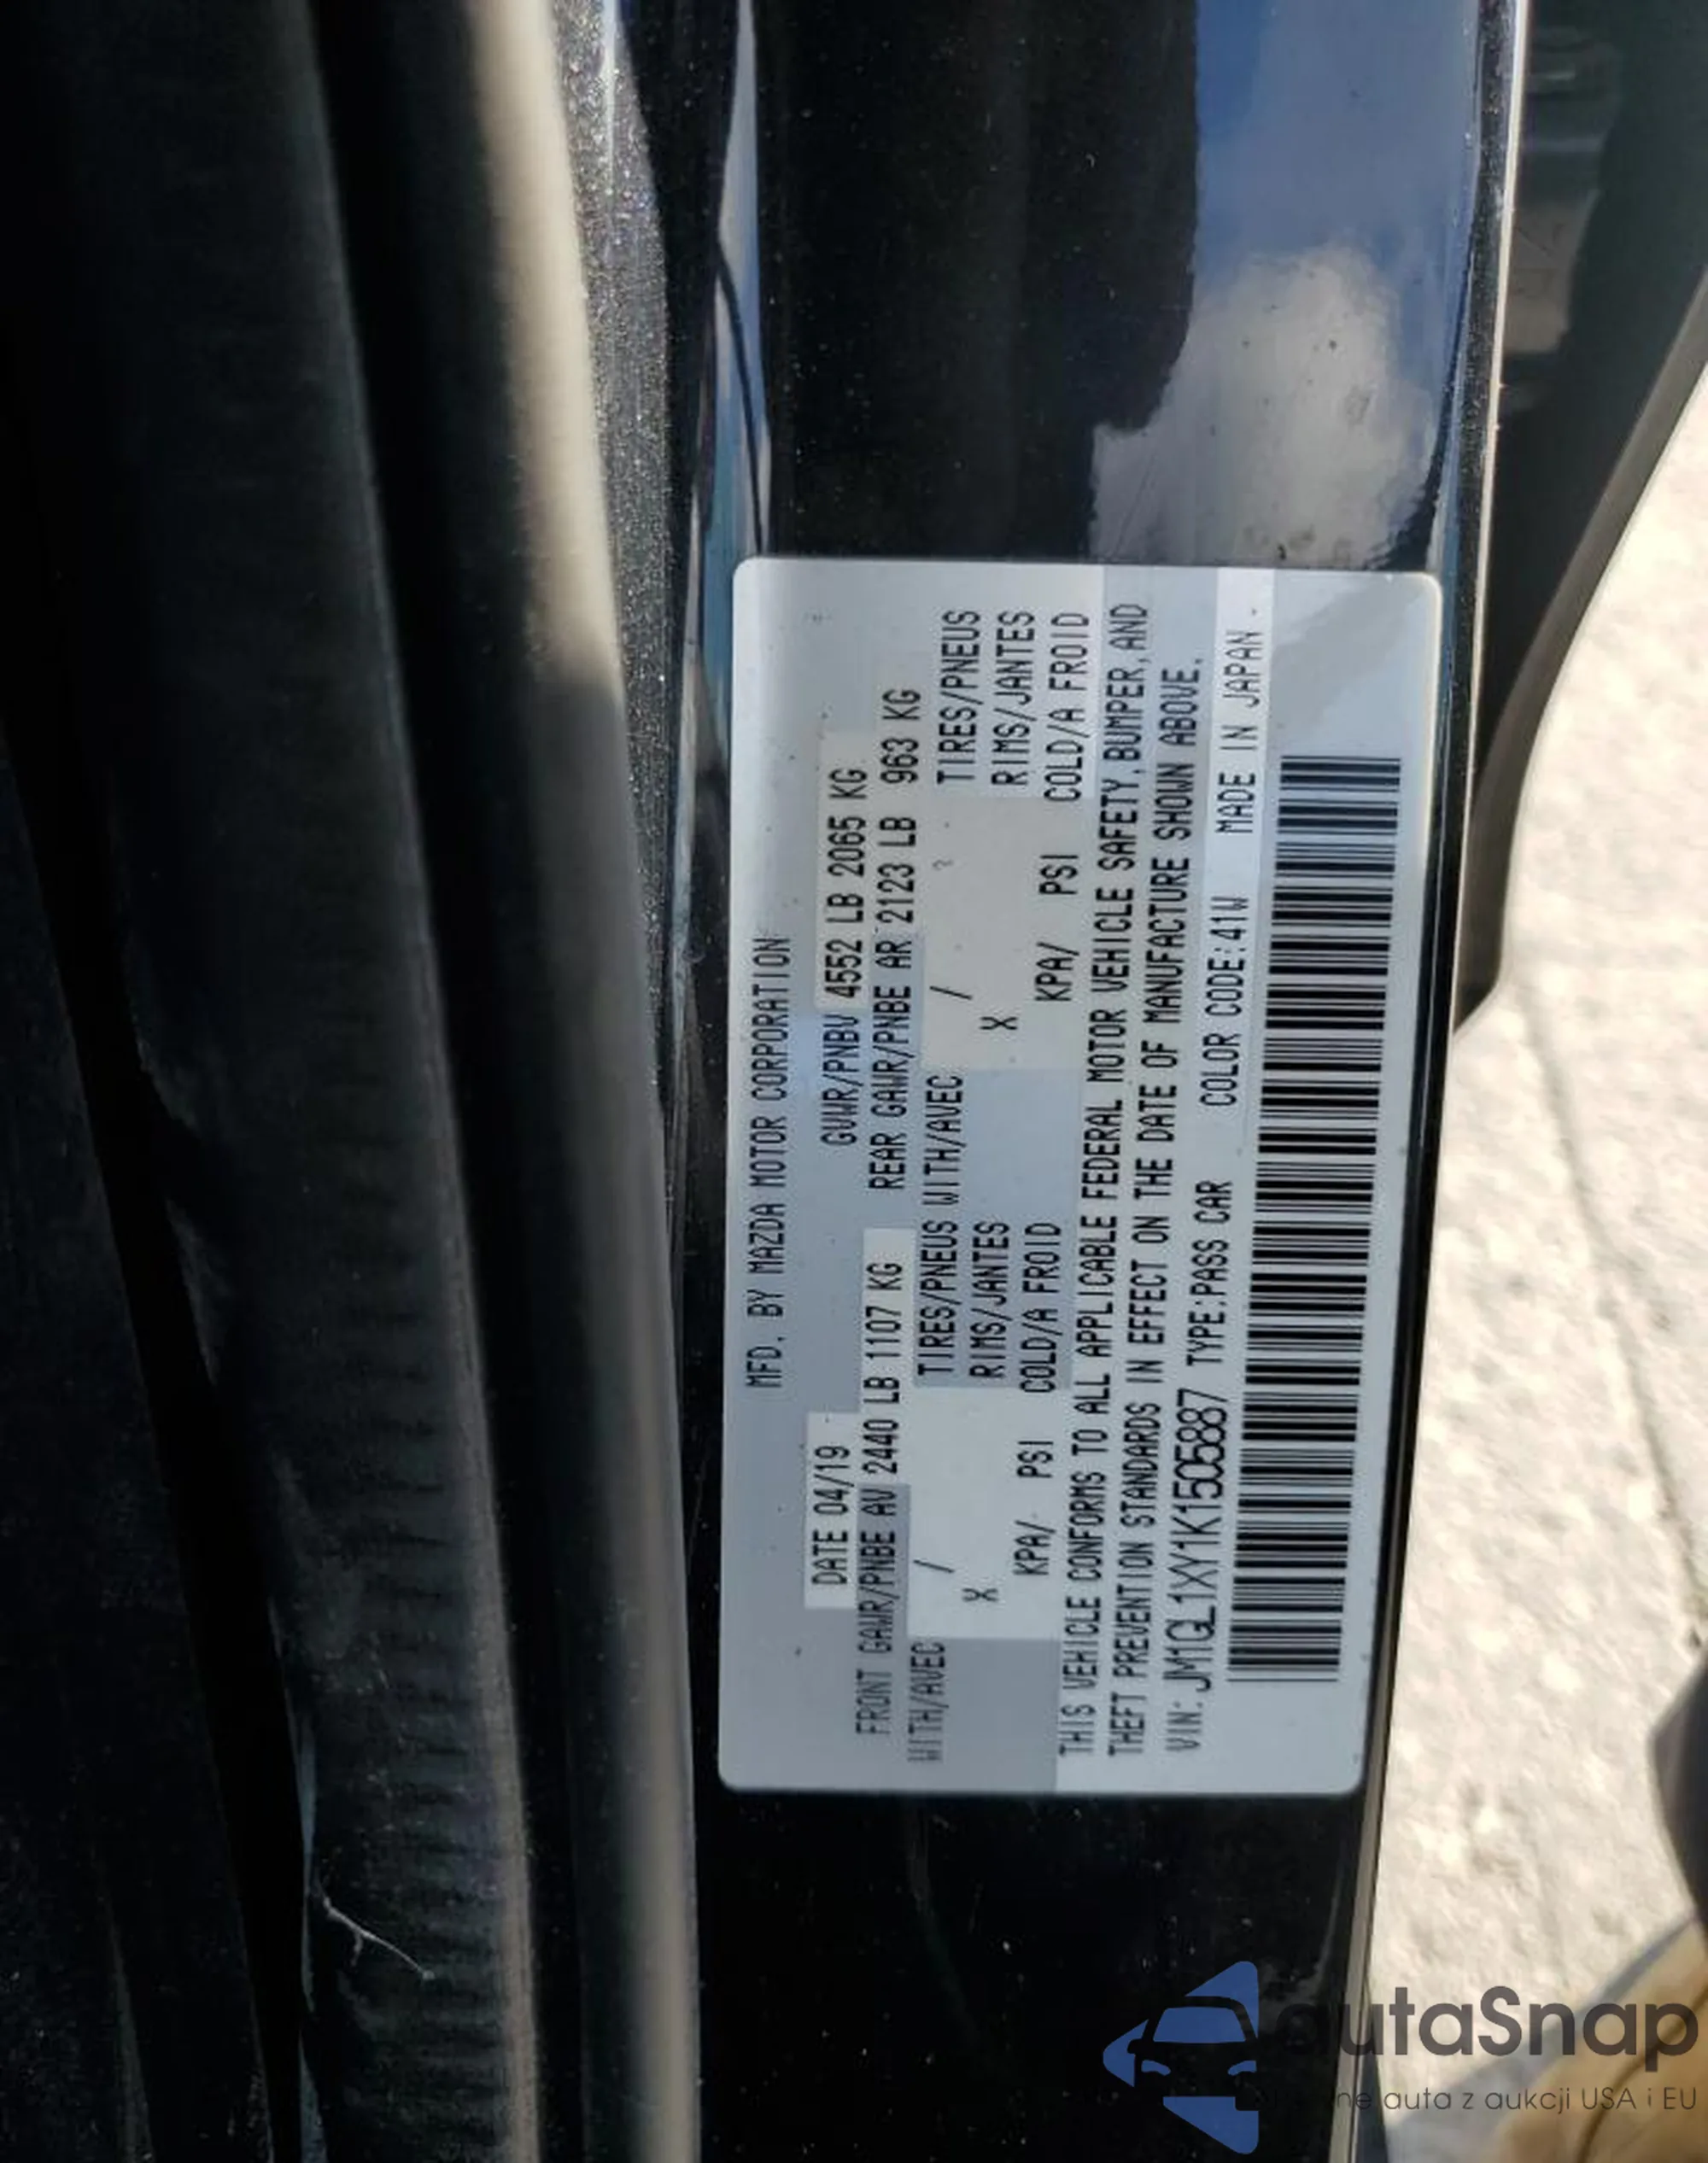 MFD. BY MAZDA MOTOR CORPORATION
DATE 04/19 GVWR/PNBV 4552 LB 2065 KG
FRONT GAWR/PNBE AV 2440 LB 1107 KG REAR GAWR/PNBE AR 2123 LB 963 KG
WITH/AVEC / TIRES/PNEUS WITH/AVEC / TIRES/PNEUS
X RIMS/JANTES X RIMS/JANTES
KPA/ PSI COLD/A FROID KPA/ PSI COLD/A FROID
THIS VEHICLE CONFORMS TO ALL APPLICABLE FEDERAL MOTOR VEHICLE SAFETY,BUMPER,AND
THEFT PREVENTION STANDARDS IN EFFECT ON THE DATE OF MANUFACTURE SHOWN ABOVE.
VIN: JM1GL1XY1K1505887 TYPE:PASS CAR COLOR CODE:41W MADE IN JAPAN
autaSnap
auta z aukcji USA i EU